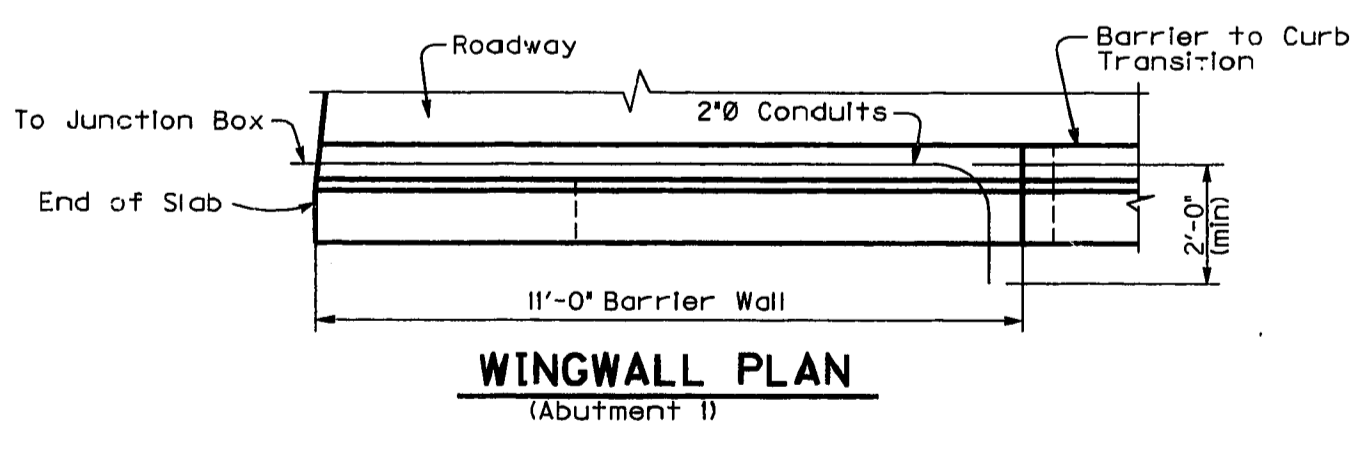 Roadway
Barrier to Curb
Transition
To Junction Box
2"Ø Conduits
End of Slab
2'-0"
(min)
11'-0" Barrier Wall
WINGWALL PLAN
(Abutment 1)